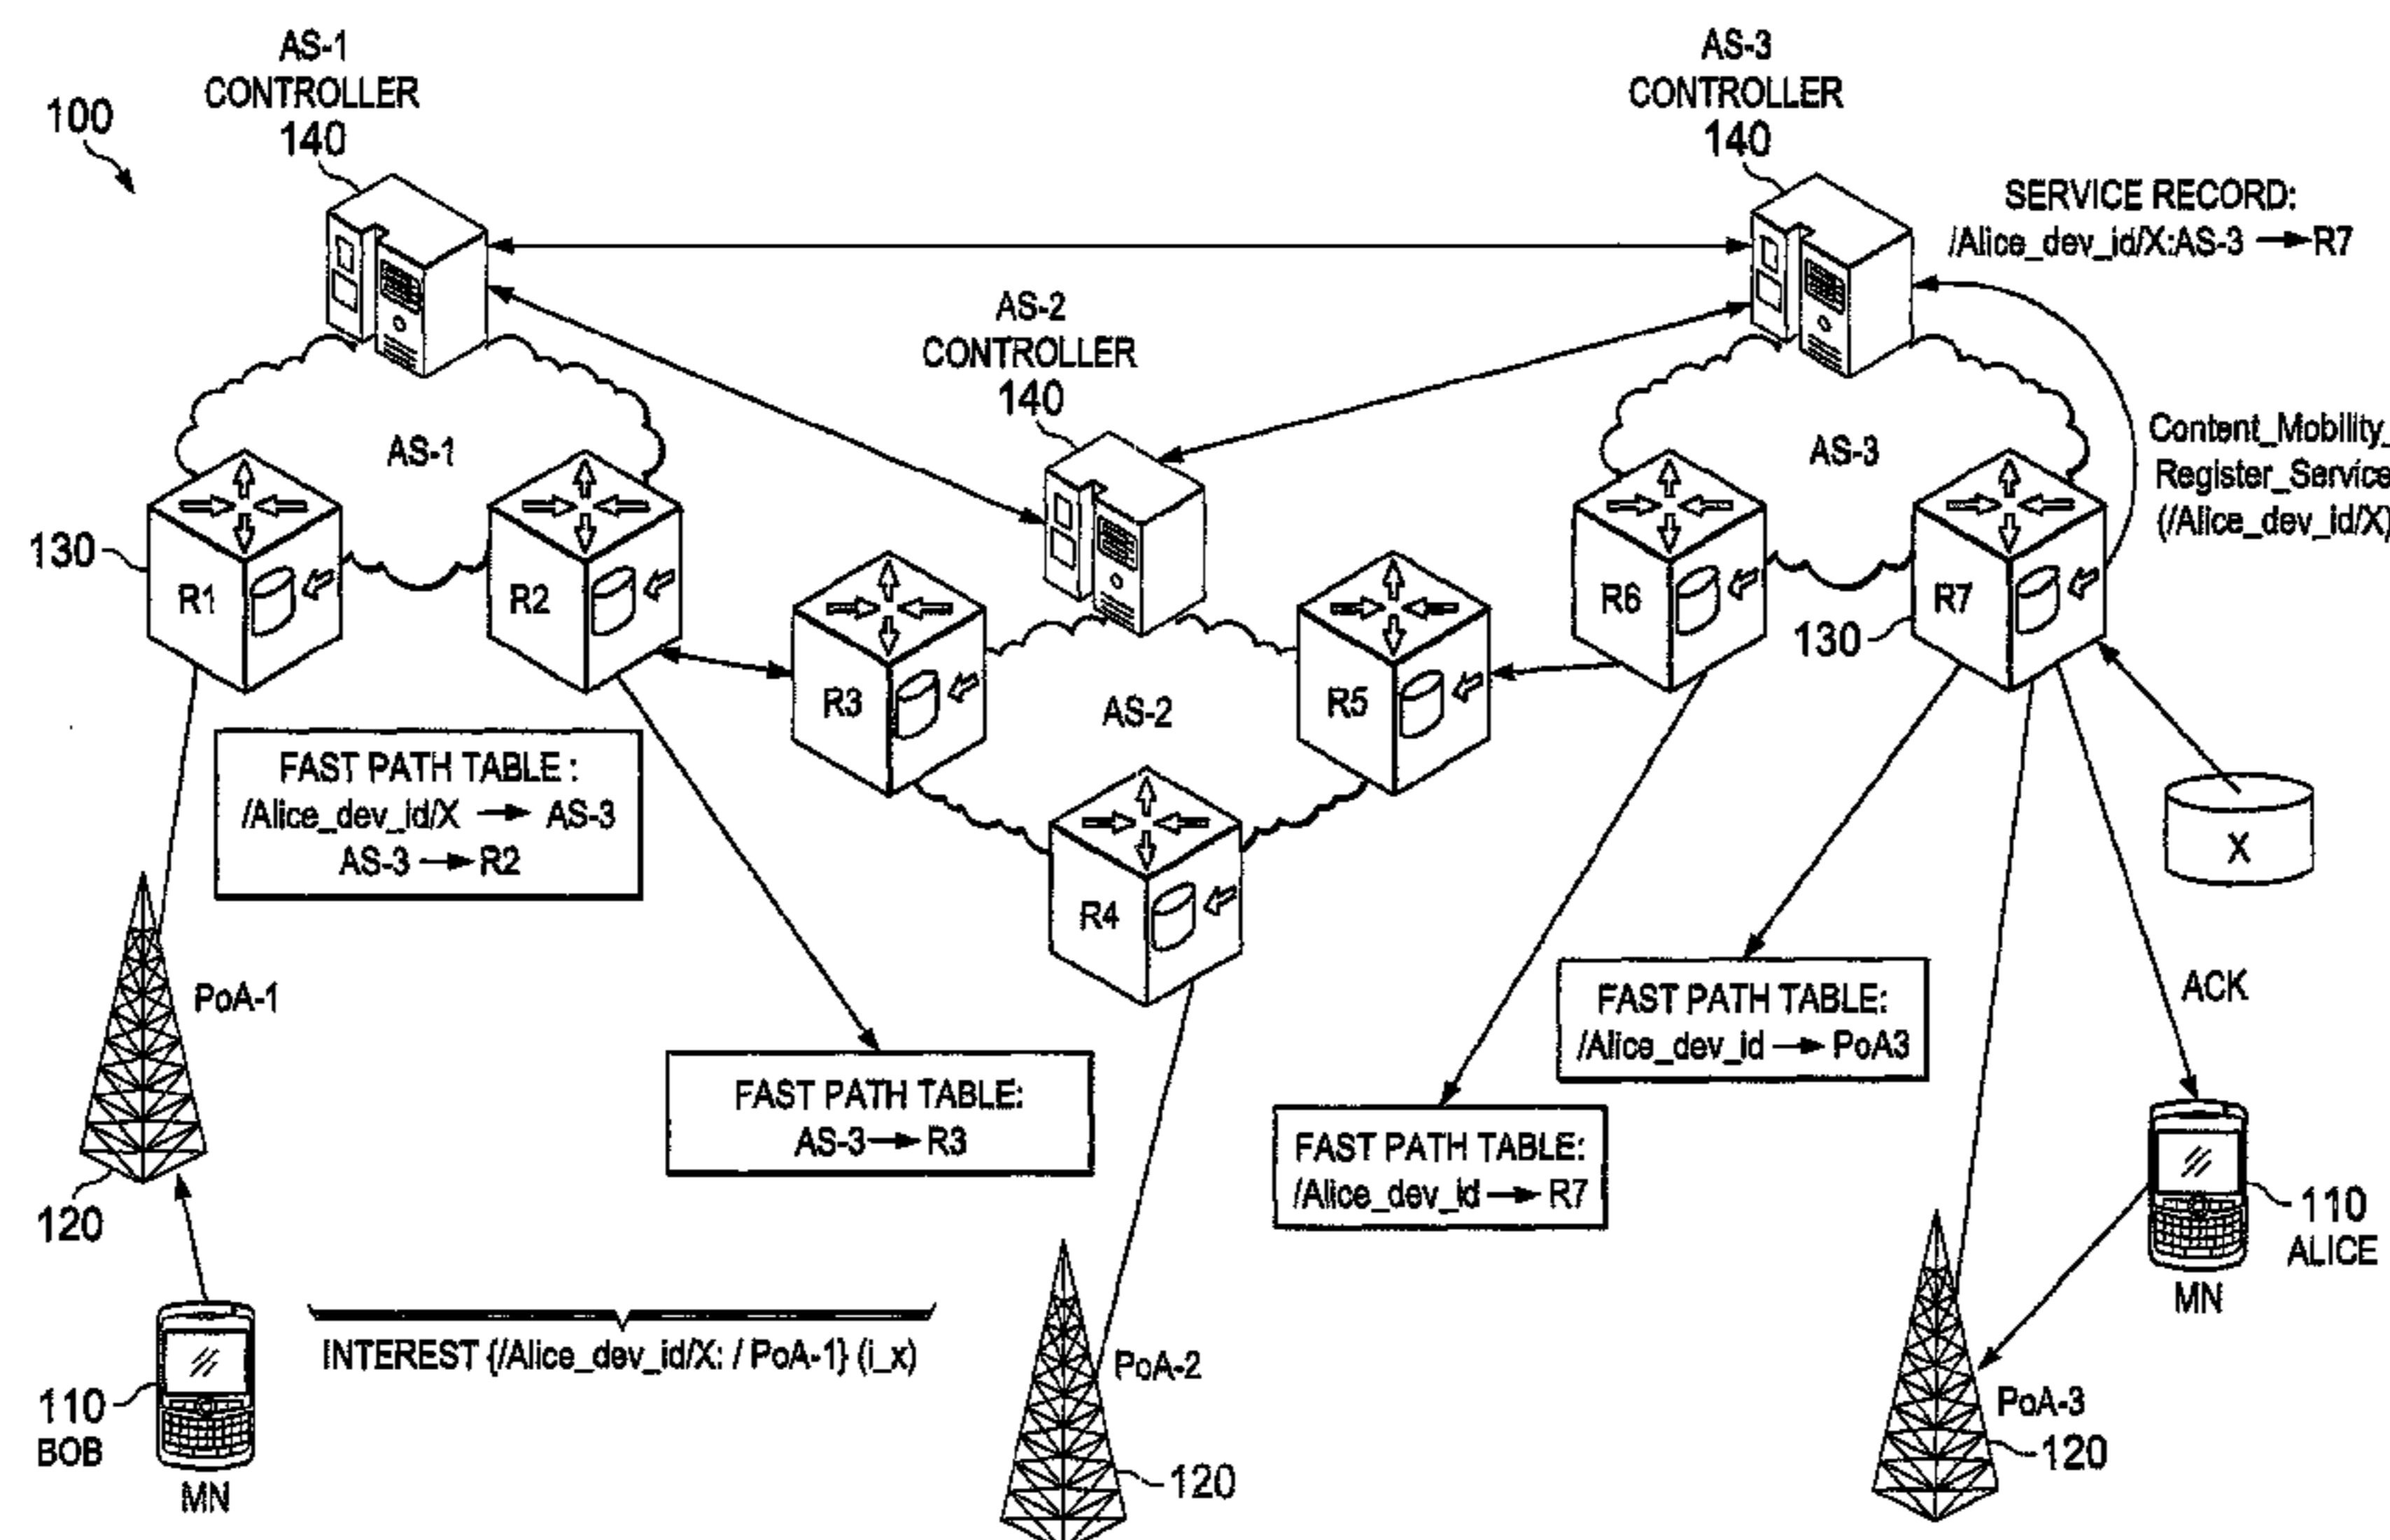 100
AS-1
CONTROLLER
140
AS-3
CONTROLLER
140
SERVICE RECORD:
/Alice_dev_id/X:AS-3 → R7
AS-2
CONTROLLER
140
Content_Mobility_
Register_Service
(/Alice_dev_id/X)
AS-1
AS-2
AS-3
130
R1
R2
R3
R4
R5
R6
R7
130
FAST PATH TABLE :
/Alice_dev_id/X → AS-3
AS-3 → R2
FAST PATH TABLE:
AS-3 → R3
FAST PATH TABLE:
/Alice_dev_id → R7
FAST PATH TABLE:
/Alice_dev_id → PoA3
X
ACK
PoA-1
120
INTEREST {/Alice_dev_id/X: / PoA-1} (i_x)
110
BOB
MN
PoA-2
120
PoA-3
120
110
ALICE
MN